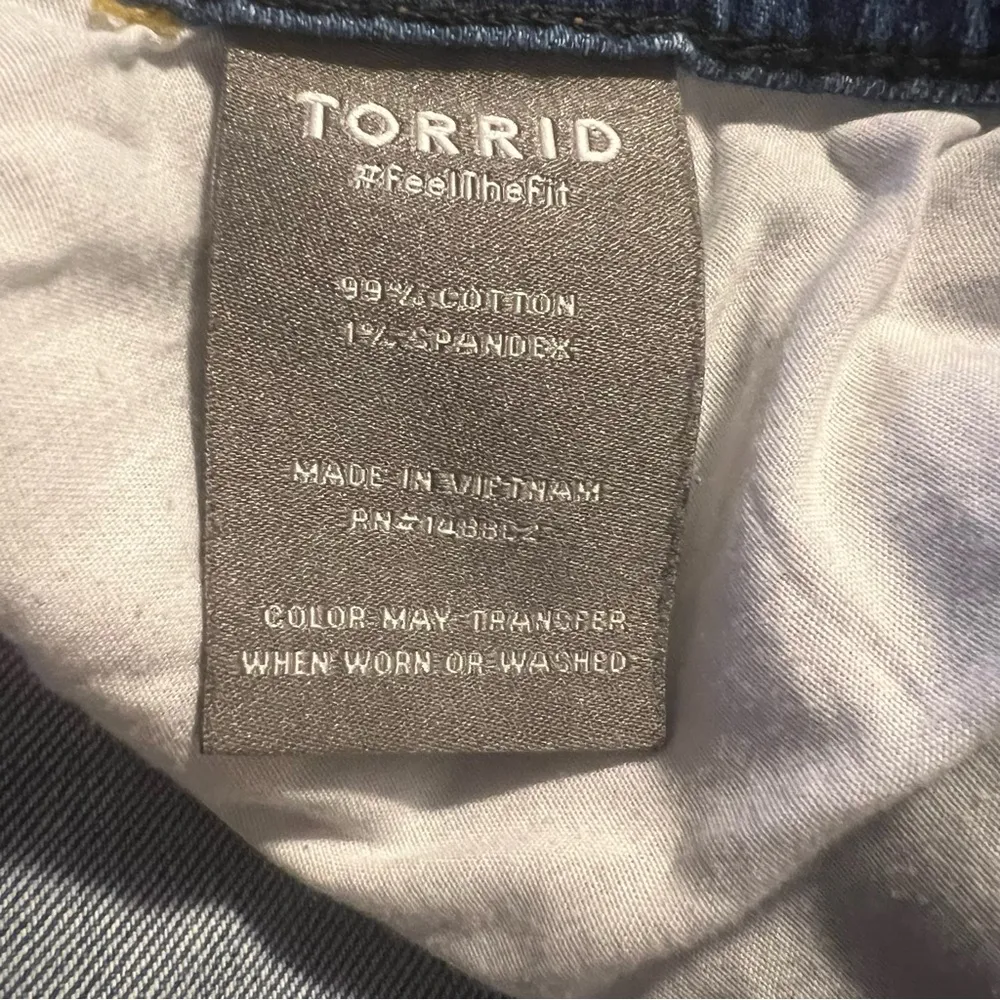 TORRID
#FeelTheFit
99% COTTON
1% SPANDEX
MADE IN VIETNAM
COLOR MAY TRANSFER
WHEN WORN OR WASHED